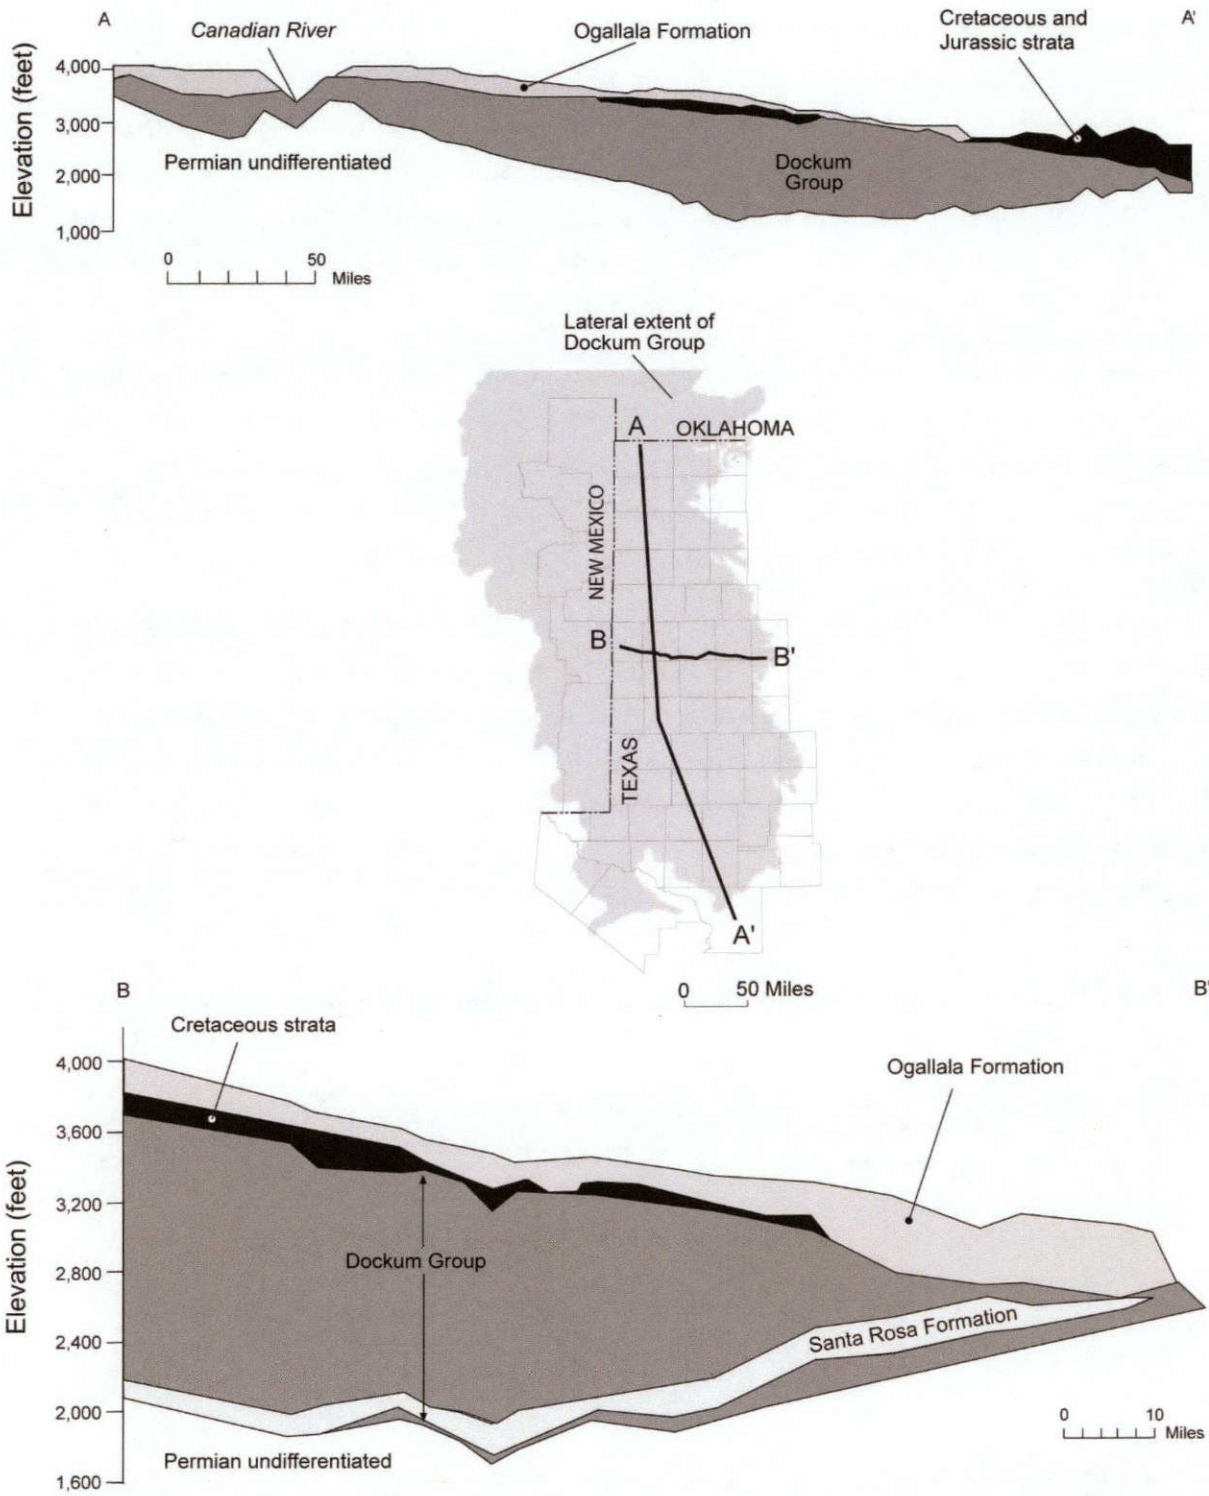 A
A'
Canadian River
Ogallala Formation
Cretaceous and
Jurassic strata
Elevation (feet)
4,000
3,000
2,000
1,000
Permian undifferentiated
Dockum
Group
0
50
Miles
Lateral extent of
Dockum Group
A
OKLAHOMA
NEW MEXICO
B
B'
TEXAS
A'
0
50 Miles
B
B'
Cretaceous strata
Ogallala Formation
Elevation (feet)
4,000
3,600
3,200
2,800
2,400
2,000
1,600
Dockum Group
Santa Rosa Formation
Permian undifferentiated
0
10
Miles